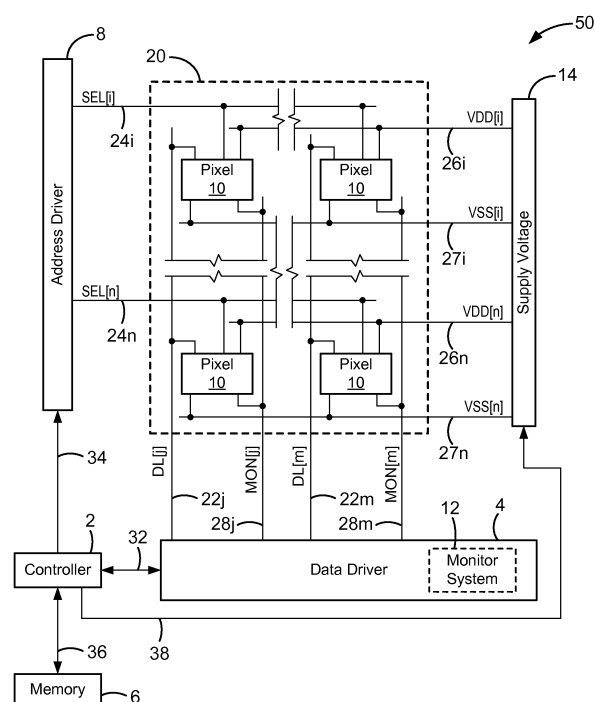 50
8
20
14
SEL[i]
24i
VDD[i]
26i
Pixel
10
Pixel
10
VSS[i]
27i
Address Driver
Supply Voltage
SEL[n]
24n
VDD[n]
26n
Pixel
10
Pixel
10
VSS[n]
27n
34
DL[j]
MON[j]
DL[m]
MON[m]
22j
28j
22m
28m
2
32
12
4
Controller
Data Driver
Monitor
System
36
38
Memory
6